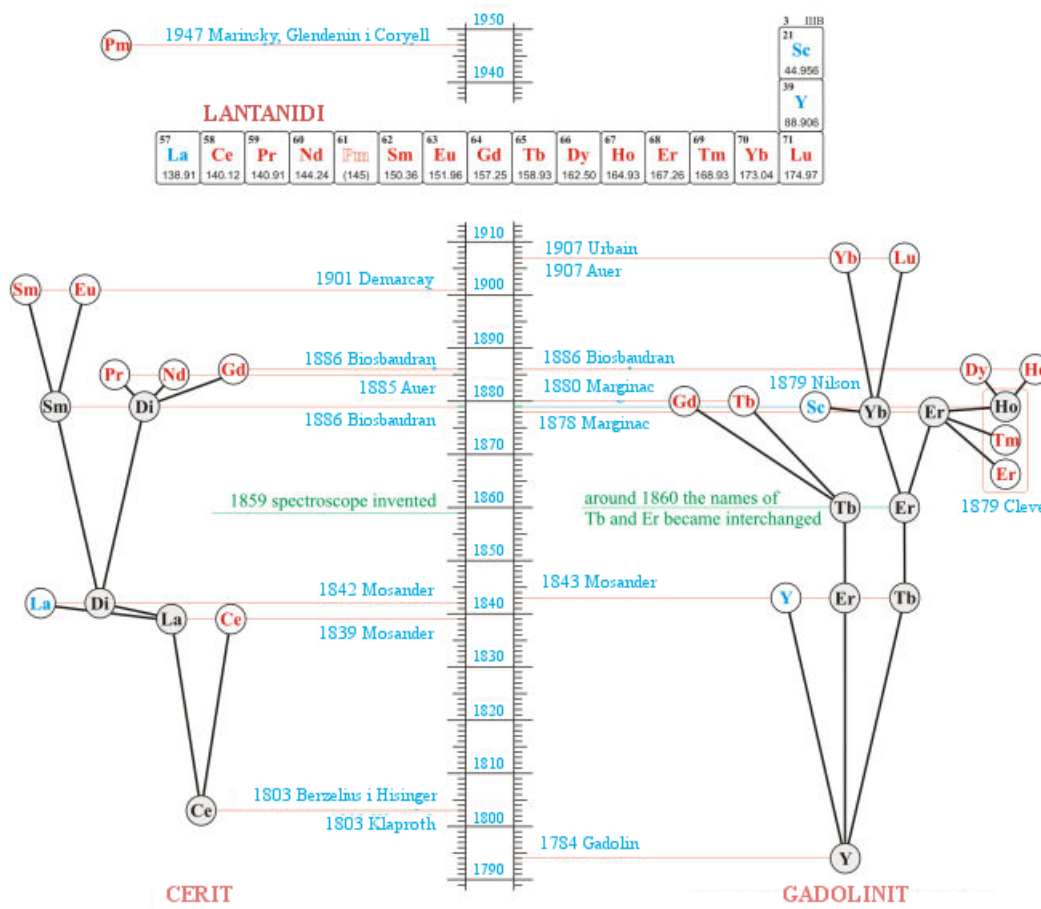 1950
3 IIIB
1947 Marinsky, Glendenin i Coryell
Pm
21
Sc
44.956
1940
39
Y
88.906
LANTANIDI
57 58 59 60 61 62 63 64 65 66 67 68 69 70 71
La Ce Pr Nd Pm Sm Eu Gd Tb Dy Ho Er Tm Yb Lu
138.91 140.12 140.91 144.24 (145) 150.36 151.96 157.25 158.93 162.50 164.93 167.26 168.93 173.04 174.97
1910
1907 Urbain
Yb Lu
1907 Auer
1901 Demarcay
Sm Eu
1900
1890
1886 Biosbaudran
1886 Biosbaudran
Pr Nd Gd
Dy Ho
1885 Auer
1880
1880 Marginac
1879 Nilson
Sm Di
Gd Tb Sc Yb Er Ho
1886 Biosbaudran
1878 Marginac
Tm
1870
Er
1859 spectroscope invented
1860
around 1860 the names of
Tb and Er became interchanged
Tb Er
1879 Cleve
1850
1842 Mosander
1843 Mosander
La Di La Ce
1840
Y Er Tb
1839 Mosander
1830
1820
1810
1803 Berzelius i Hisinger
Ce
1803 Klaproth
1800
1784 Gadolin
Y
1790
CERIT
GADOLINIT